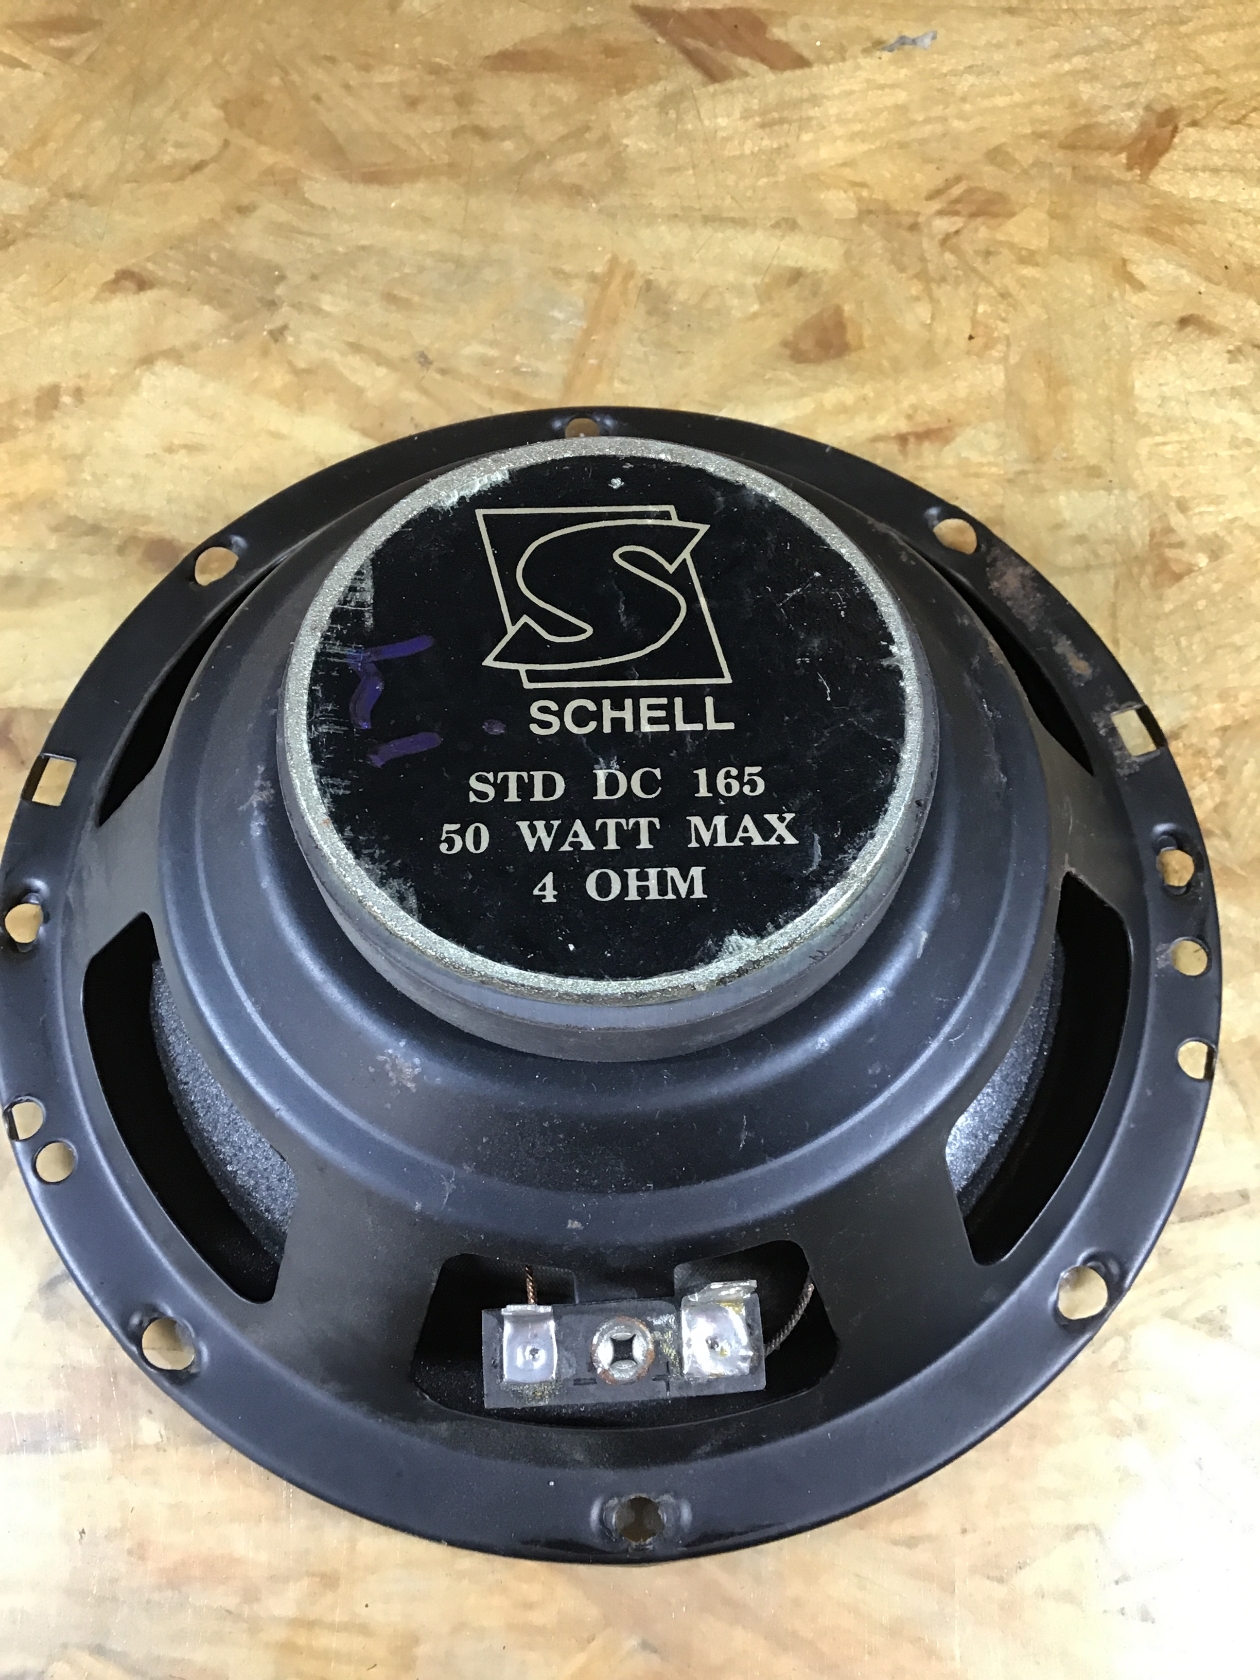 S
SCHELL
STD DC 165
50 WATT MAX
4 OHM